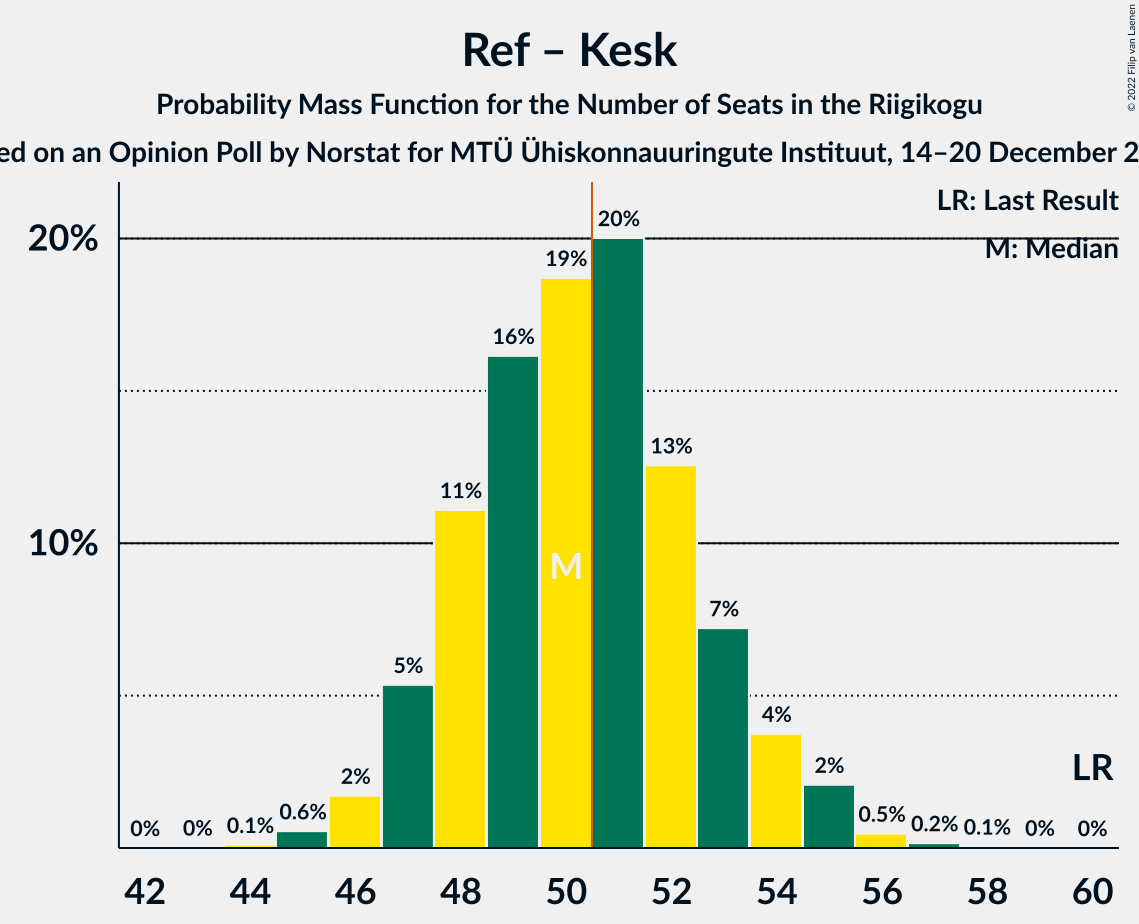 Ref – Kesk
Probability Mass Function for the Number of Seats in the Riigikogu
ed on an Opinion Poll by Norstat for MTÜ Ühiskonnauuringute Instituut, 14–20 December 2
© 2022 Filip van Laenen
LR: Last Result
M: Median
20%
10%
0%
0%
0.1%
0.6%
2%
5%
11%
16%
19%
20%
13%
7%
4%
2%
0.5%
0.2%
0.1%
0%
0%
M
LR
42 44 46 48 50 52 54 56 58 60